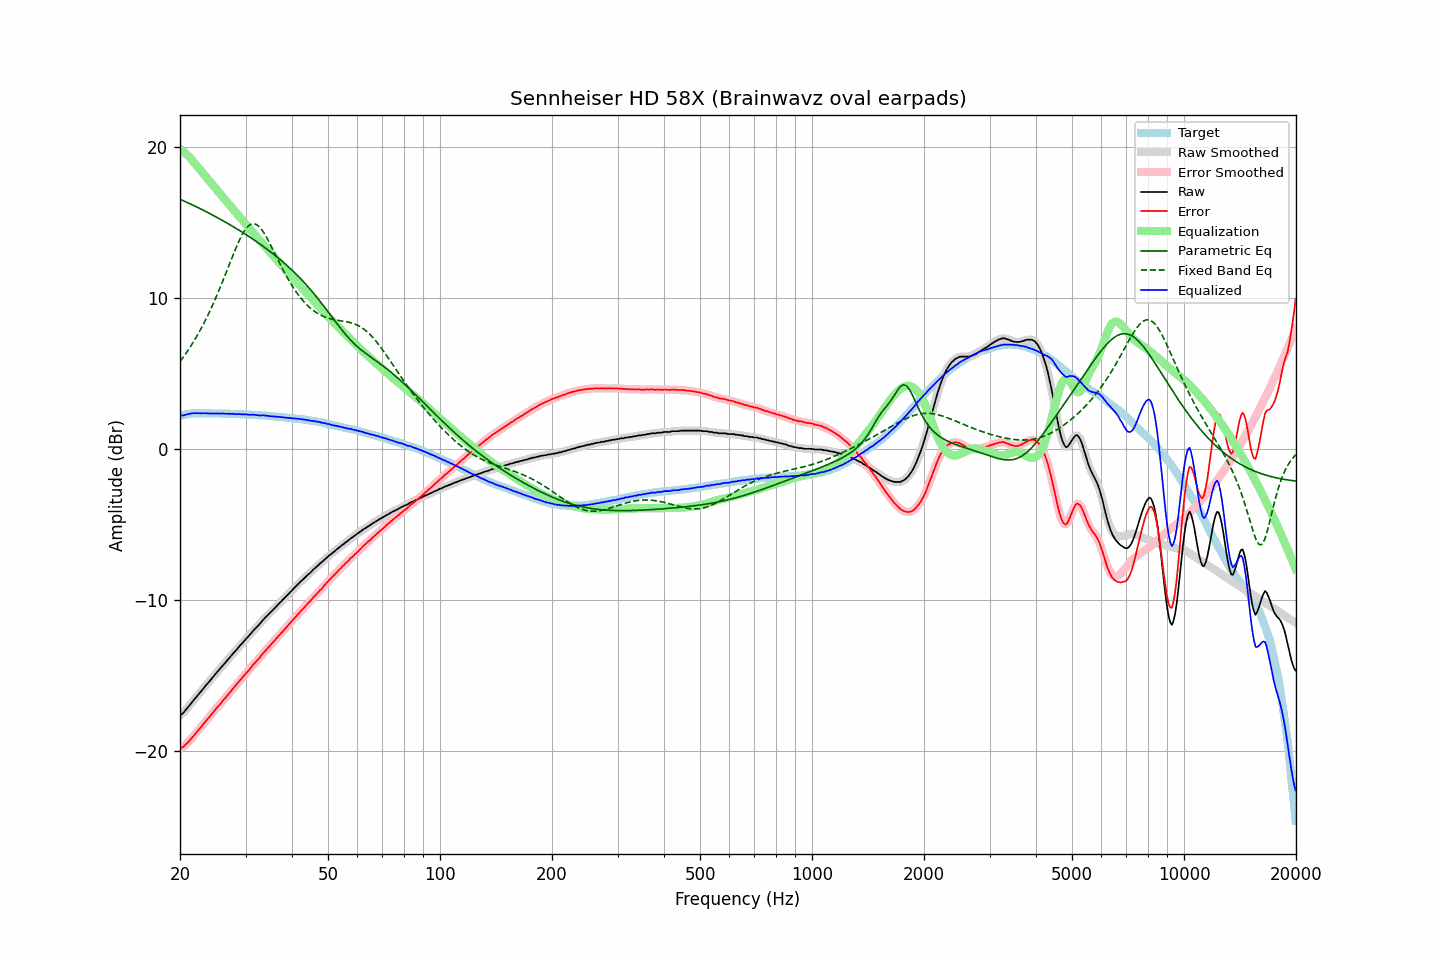 Sennheiser HD 58X (Brainwavz oval earpads)
Target
Raw Smoothed
Error Smoothed
Raw
Error
Equalization
Parametric Eq
Fixed Band Eq
Equalized
Amplitude (dBr)
20
10
0
−10
−20
20 50 100 200 500 1000 2000 5000 10000 20000
Frequency (Hz)